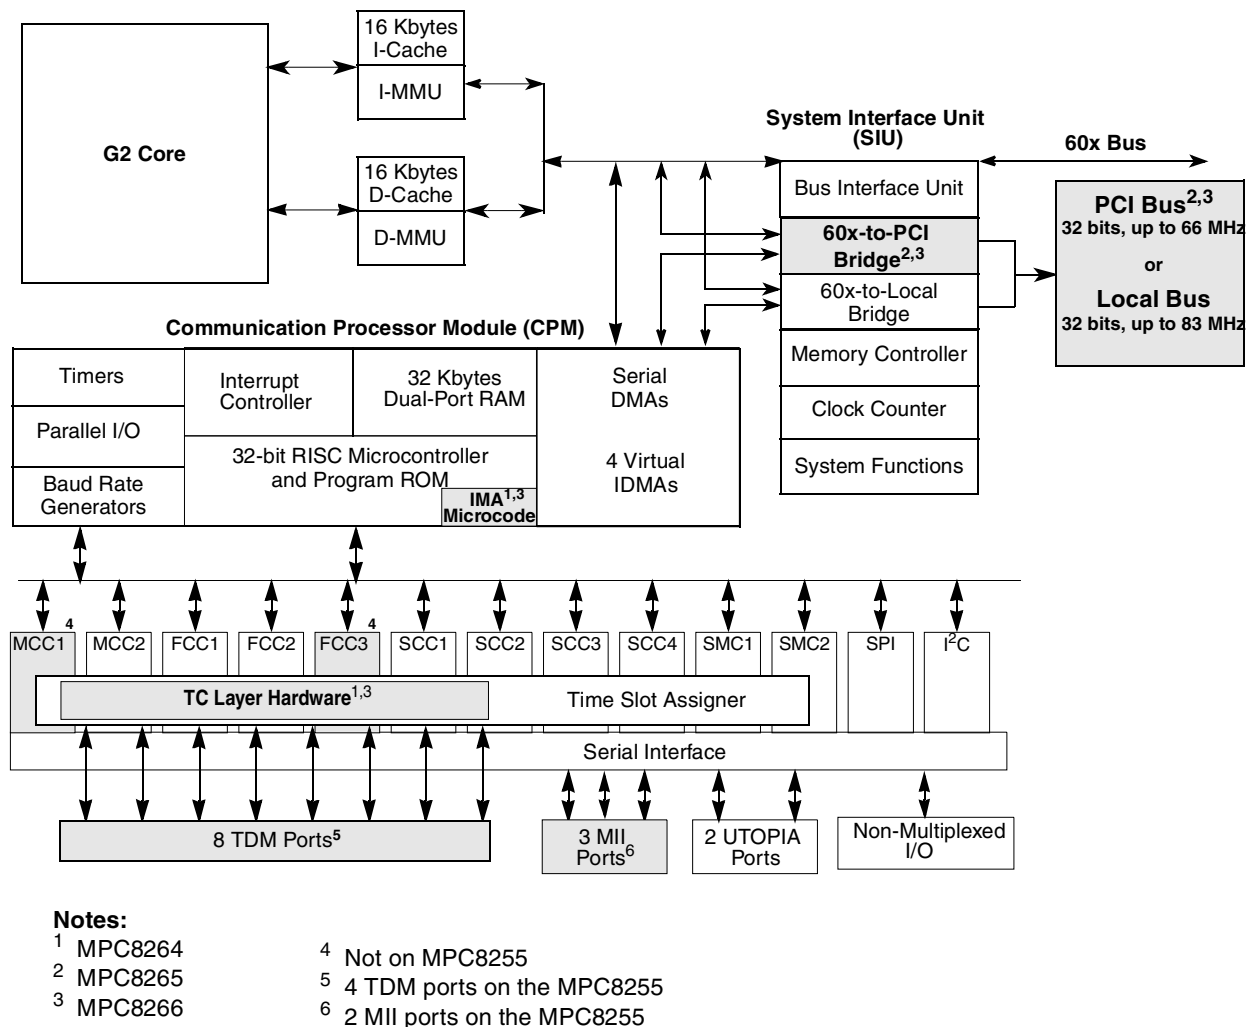 G2 Core
16 Kbytes
I-Cache
I-MMU
16 Kbytes
D-Cache
D-MMU
System Interface Unit
(SIU)
60x Bus
Bus Interface Unit
60x-to-PCI
Bridge2,3
60x-to-Local
Bridge
Memory Controller
Clock Counter
System Functions
PCI Bus2,3
32 bits, up to 66 MHz
or
Local Bus
32 bits, up to 83 MHz
Communication Processor Module (CPM)
Timers
Parallel I/O
Baud Rate
Generators
Interrupt
Controller
32 Kbytes
Dual-Port RAM
32-bit RISC Microcontroller
and Program ROM
IMA1,3
Microcode
Serial
DMAs
4 Virtual
IDMAs
MCC1 4
MCC2
FCC1
FCC2
FCC3 4
SCC1
SCC2
SCC3
SCC4
SMC1
SMC2
SPI
I2C
TC Layer Hardware1,3
Time Slot Assigner
Serial Interface
8 TDM Ports5
3 MII
Ports6
2 UTOPIA
Ports
Non-Multiplexed
I/O
Notes:
1 MPC8264
2 MPC8265
3 MPC8266
4 Not on MPC8255
5 4 TDM ports on the MPC8255
6 2 MII ports on the MPC8255